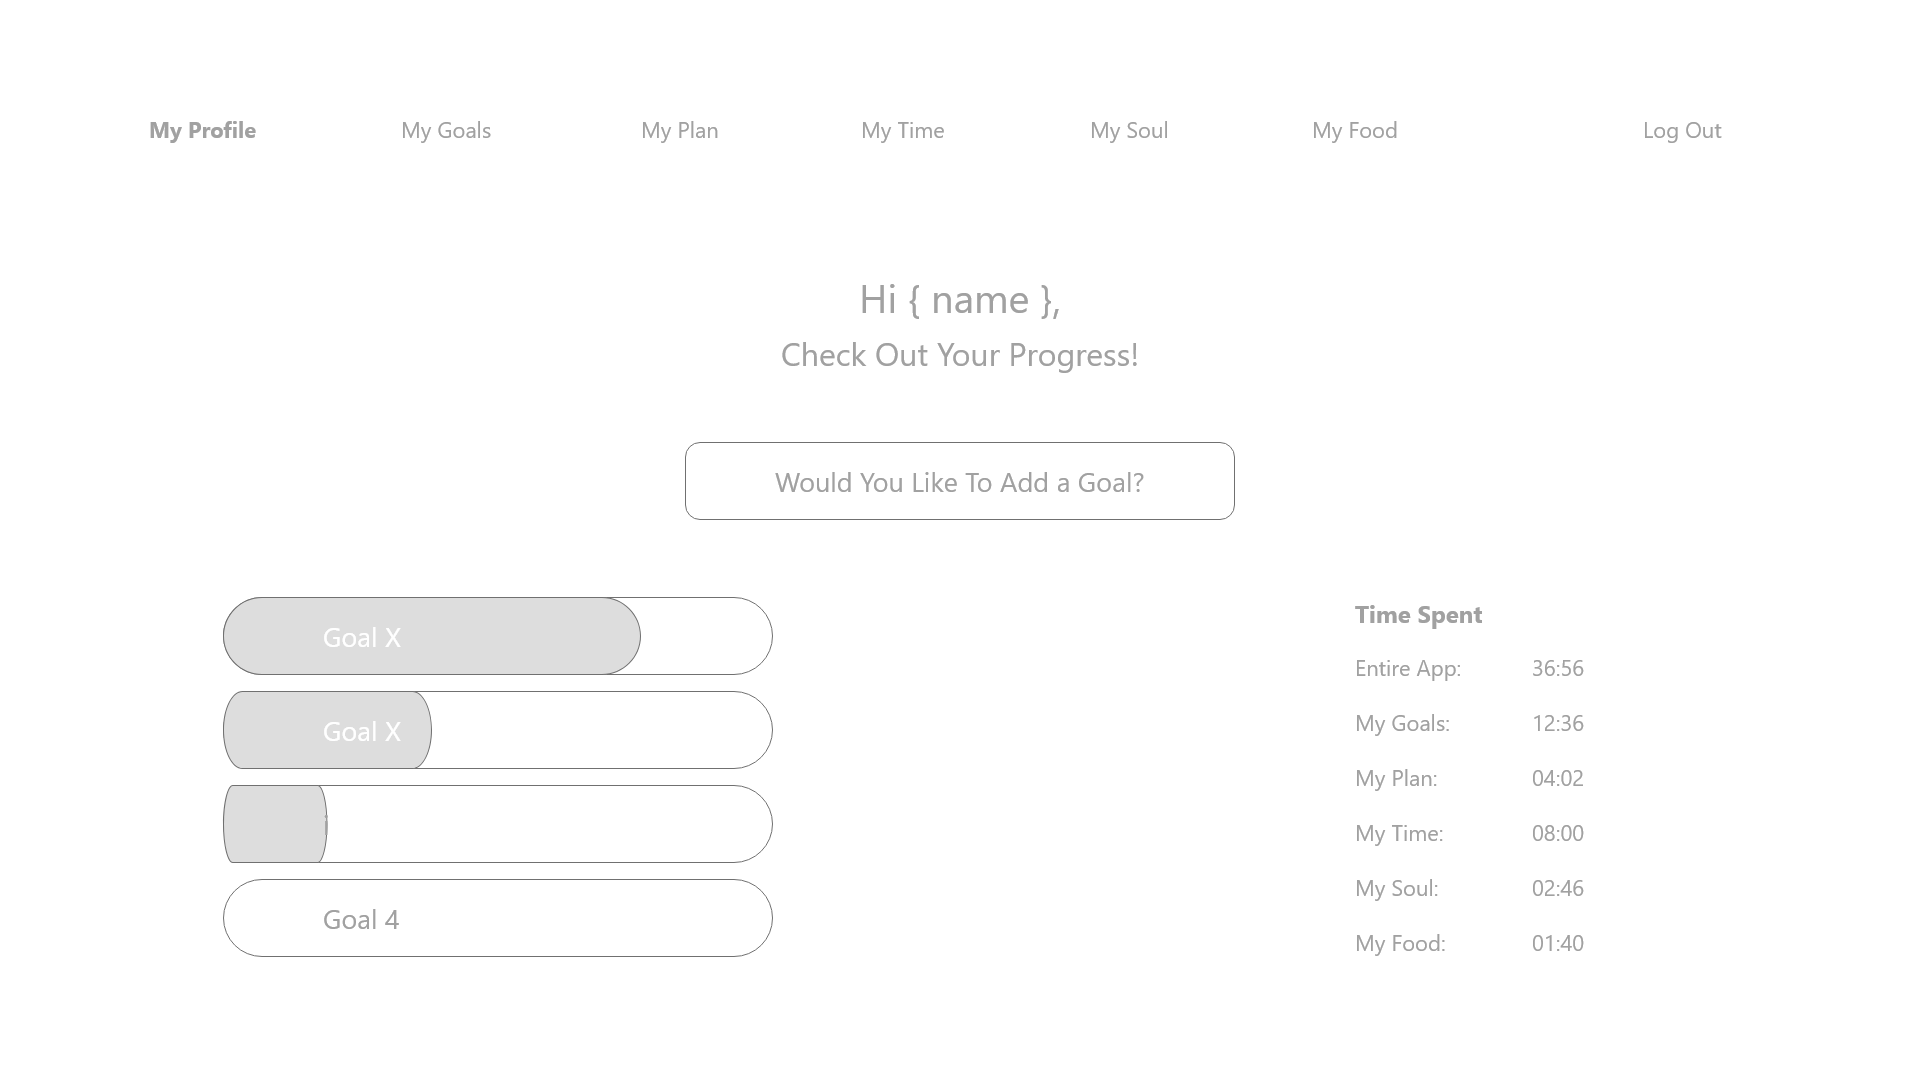 My Profile My Goals My Plan My Time My Soul My Food Log Out
Hi { name },
Check Out Your Progress!
Would You Like To Add a Goal?
Goal X
Goal X
Goal 4
Time Spent
Entire App: 36:56
My Goals: 12:36
My Plan: 04:02
My Time: 08:00
My Soul: 02:46
My Food: 01:40